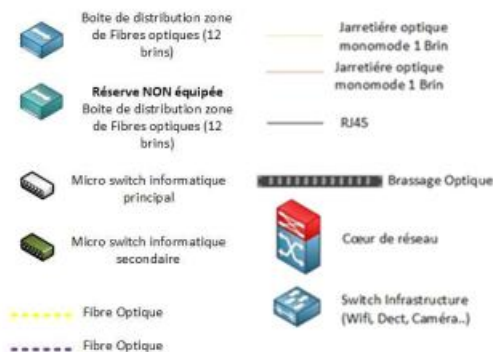 Boite de distribution zone
de Fibres optiques (12
brins)
Réserve NON équipée
Boite de distribution zone
de Fibres optiques (12
brins)
Micro switch informatique
principal
Micro switch informatique
secondaire
Fibre Optique
Fibre Optique
Jarretière optique
monomode 1 Brin
Jarretière optique
monomode 1 Brin
RJ45
Brassage Optique
Cœur de réseau
Switch Infrastructure
(Wifi, Dect, Caméra..)